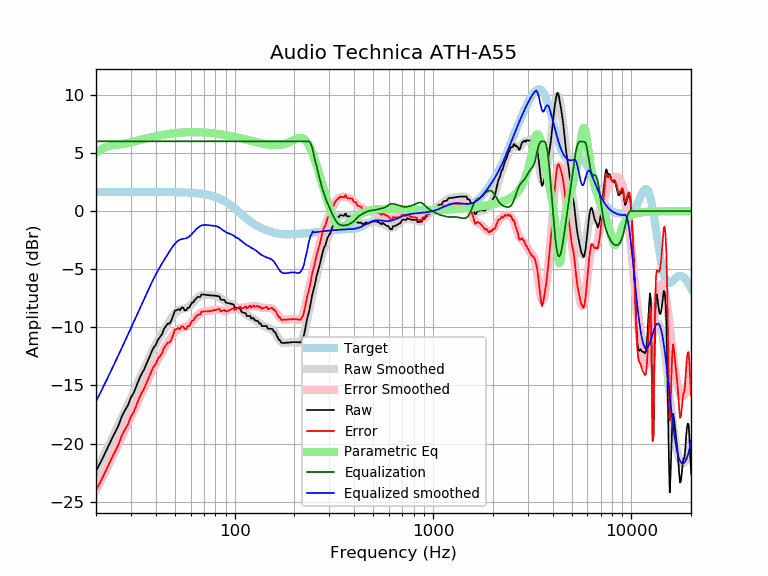 Audio Technica ATH-A55
10
5
0
−5
−10
−15
−20
−25
Amplitude (dBr)
Target
Raw Smoothed
Error Smoothed
Raw
Error
Parametric Eq
Equalization
Equalized smoothed
100
1000
10000
Frequency (Hz)